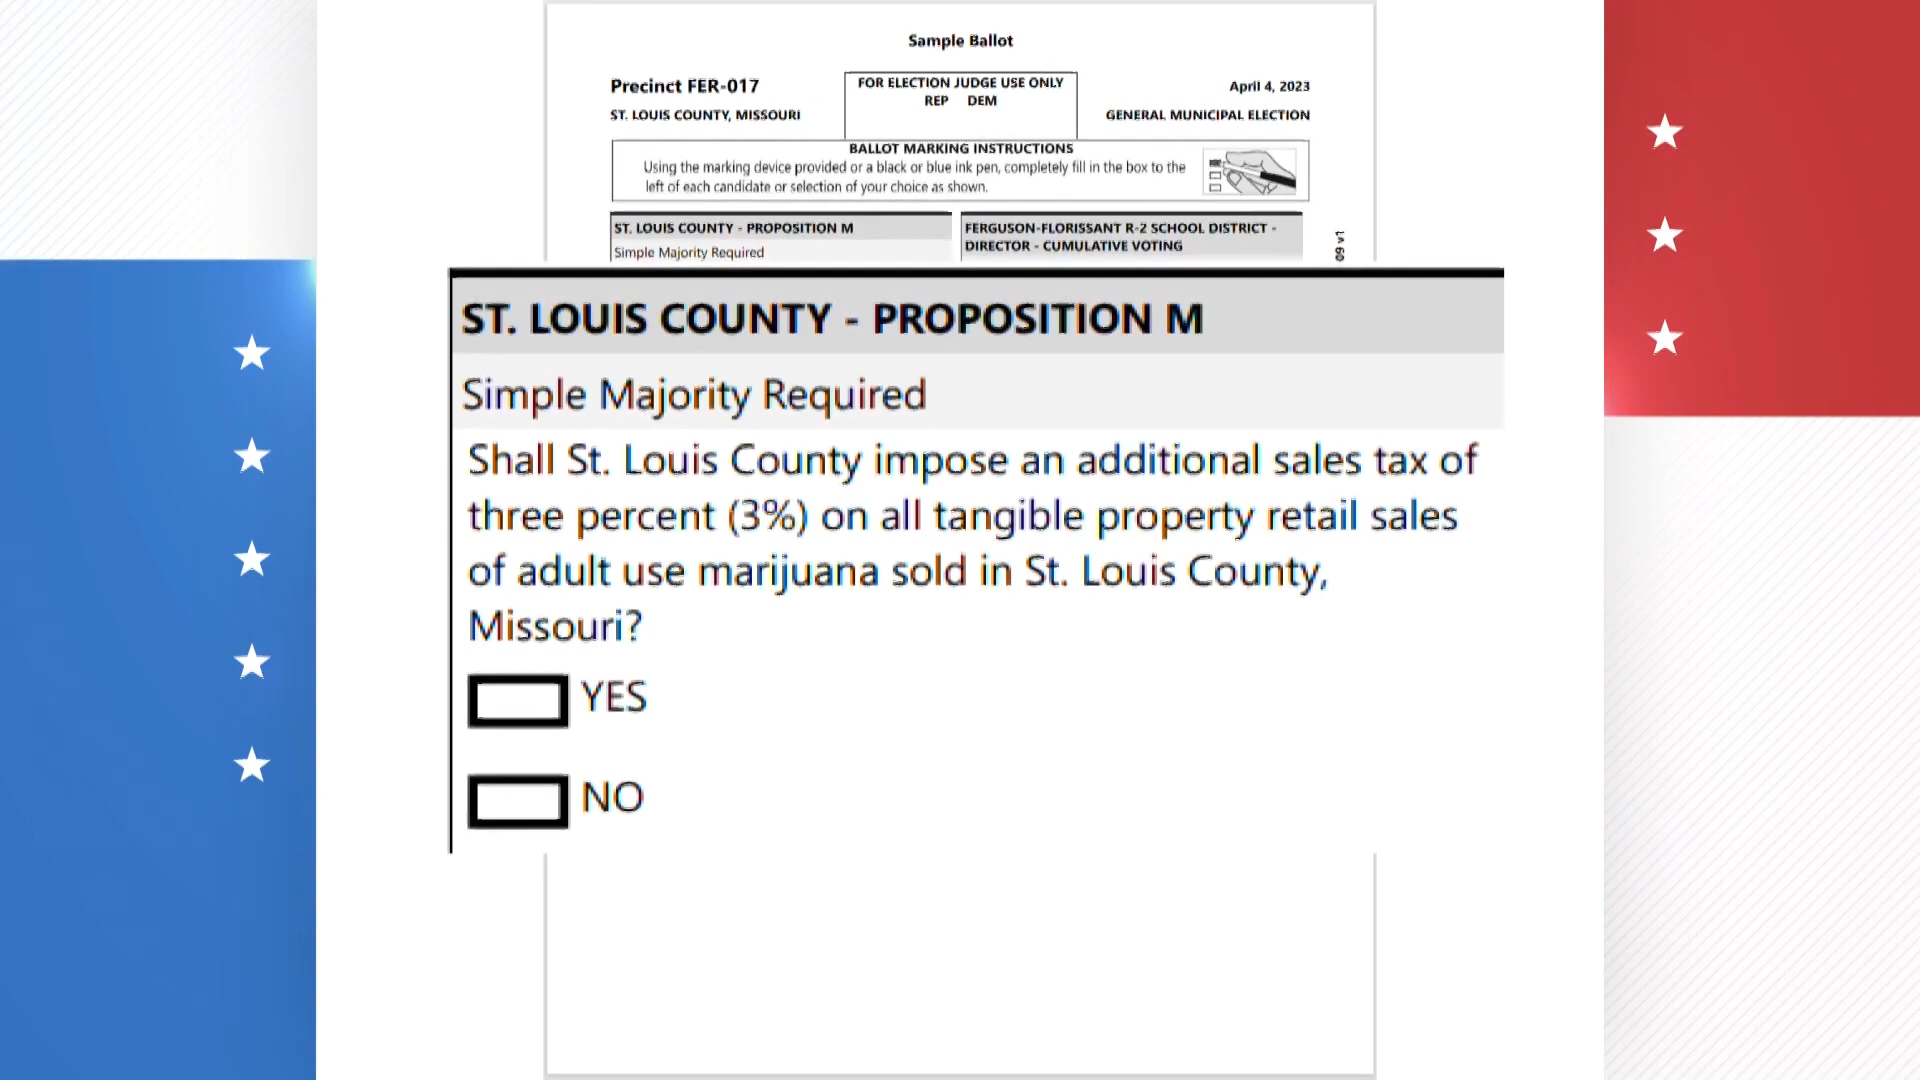 Sample Ballot
Precinct FER-017
FOR ELECTION JUDGE USE ONLY
REP DEM
April 4, 2023
ST. LOUIS COUNTY, MISSOURI
GENERAL MUNICIPAL ELECTION
BALLOT MARKING INSTRUCTIONS
Using the marking device provided or a black or blue ink pen, completely fill in the box to the
left of each candidate or selection of your choice as shown.
ST. LOUIS COUNTY - PROPOSITION M
Simple Majority Required
FERGUSON-FLORISSANT R-2 SCHOOL DISTRICT -
DIRECTOR - CUMULATIVE VOTING
09 v1
ST. LOUIS COUNTY - PROPOSITION M
Simple Majority Required
Shall St. Louis County impose an additional sales tax of
three percent (3%) on all tangible property retail sales
of adult use marijuana sold in St. Louis County,
Missouri?
YES
NO